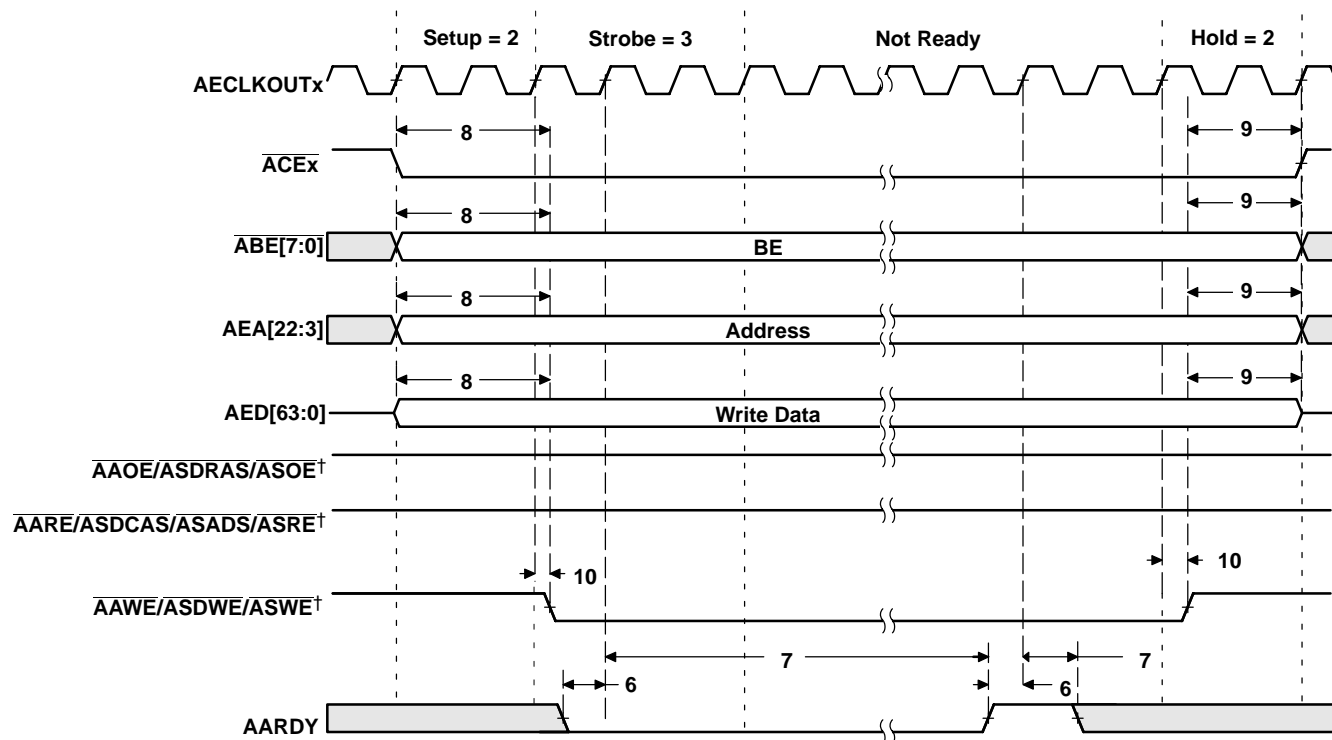 Setup = 2 Strobe = 3 Not Ready Hold = 2
AECLKOUTx
8 9
ACEx
8 9
ABE[7:0] BE
8 9
AEA[22:3] Address
8 9
AED[63:0] Write Data
AAOE/ASDRAS/ASOE†
AARE/ASDCAS/ASADS/ASRE†
10 10
AAWE/ASDWE/ASWE†
7 7
6 6
AARDY